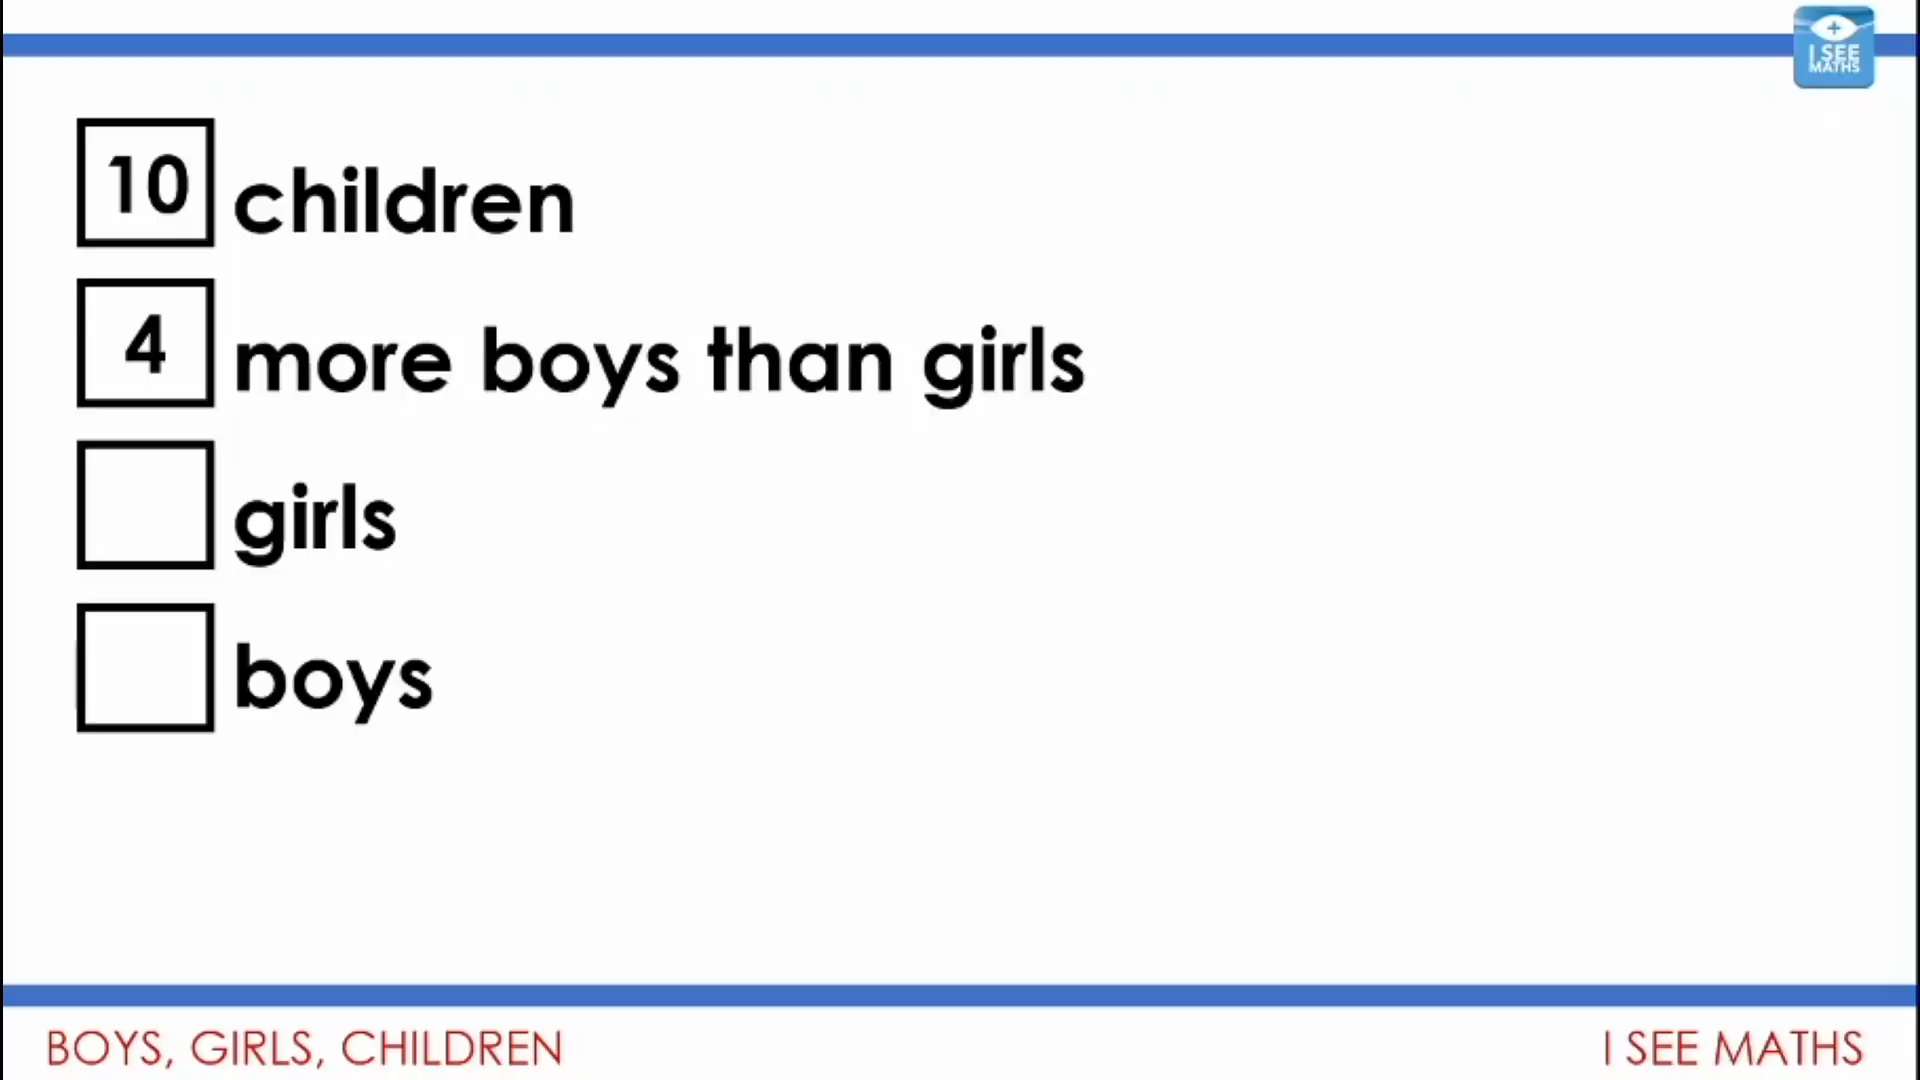 I SEE
MATHS
10 children
4 more boys than girls
girls
boys
BOYS, GIRLS, CHILDREN
I SEE MATHS